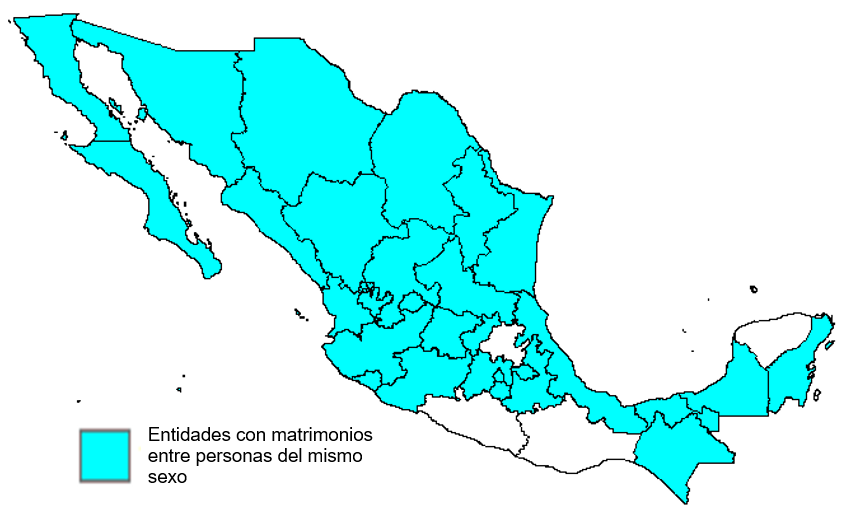 Entidades con matrimonios
entre personas del mismo
sexo